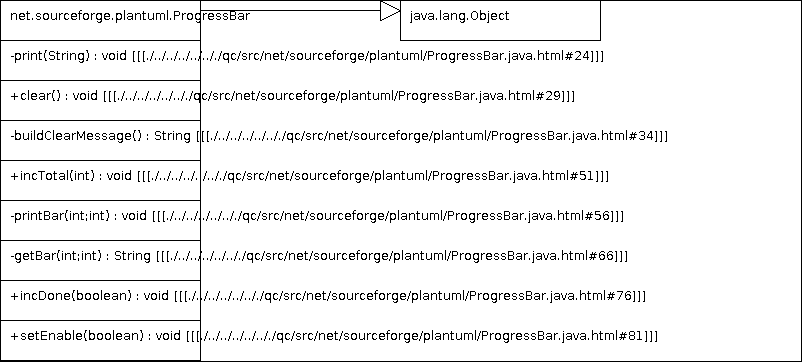 net.sourceforge.plantuml.ProgressBar
java.lang.Object
-print(String) : void [[[./../../../../../../qc/src/net/sourceforge/plantuml/ProgressBar.java.html#24]]]
+clear() : void [[[./../../../../../../qc/src/net/sourceforge/plantuml/ProgressBar.java.html#29]]]
-buildClearMessage() : String [[[./../../../../../../qc/src/net/sourceforge/plantuml/ProgressBar.java.html#34]]]
+incTotal(int) : void [[[./../../../../../../qc/src/net/sourceforge/plantuml/ProgressBar.java.html#51]]]
-printBar(int;int) : void [[[./../../../../../../qc/src/net/sourceforge/plantuml/ProgressBar.java.html#56]]]
-getBar(int;int) : String [[[./../../../../../../qc/src/net/sourceforge/plantuml/ProgressBar.java.html#66]]]
+incDone(boolean) : void [[[./../../../../../../qc/src/net/sourceforge/plantuml/ProgressBar.java.html#76]]]
+setEnable(boolean) : void [[[./../../../../../../qc/src/net/sourceforge/plantuml/ProgressBar.java.html#81]]]